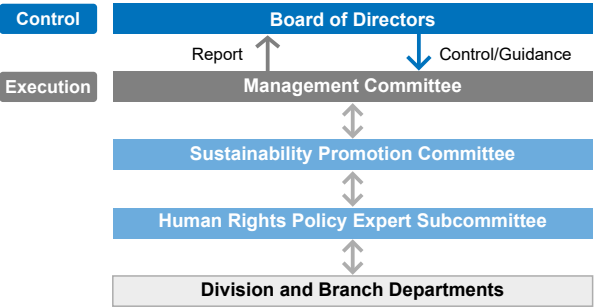 Control
Board of Directors
Report
Control/Guidance
Execution
Management Committee
Sustainability Promotion Committee
Human Rights Policy Expert Subcommittee
Division and Branch Departments